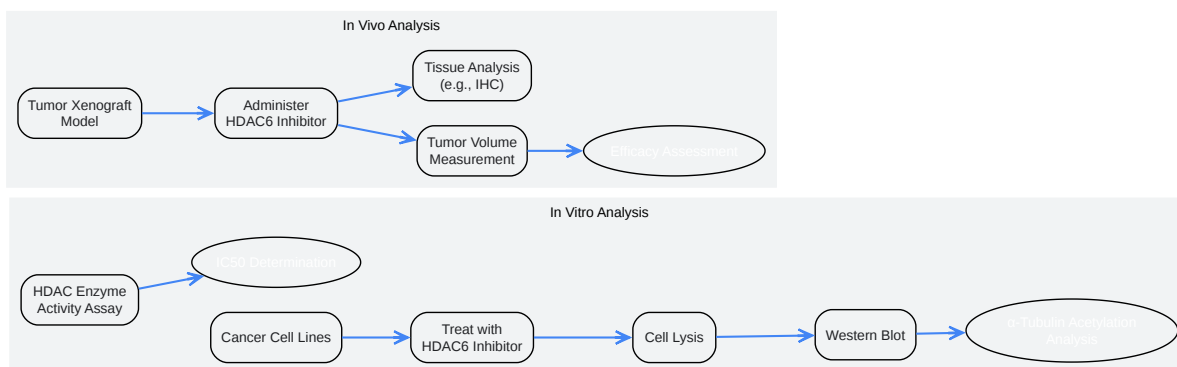 In Vivo Analysis
Tumor Xenograft
Model
Administer
HDAC6 Inhibitor
Tissue Analysis
(e.g., IHC)
Tumor Volume
Measurement
Efficacy Assessment
In Vitro Analysis
HDAC Enzyme
Activity Assay
IC50 Determination
Cancer Cell Lines
Treat with
HDAC6 Inhibitor
Cell Lysis
Western Blot
α-Tubulin Acetylation
Analysis